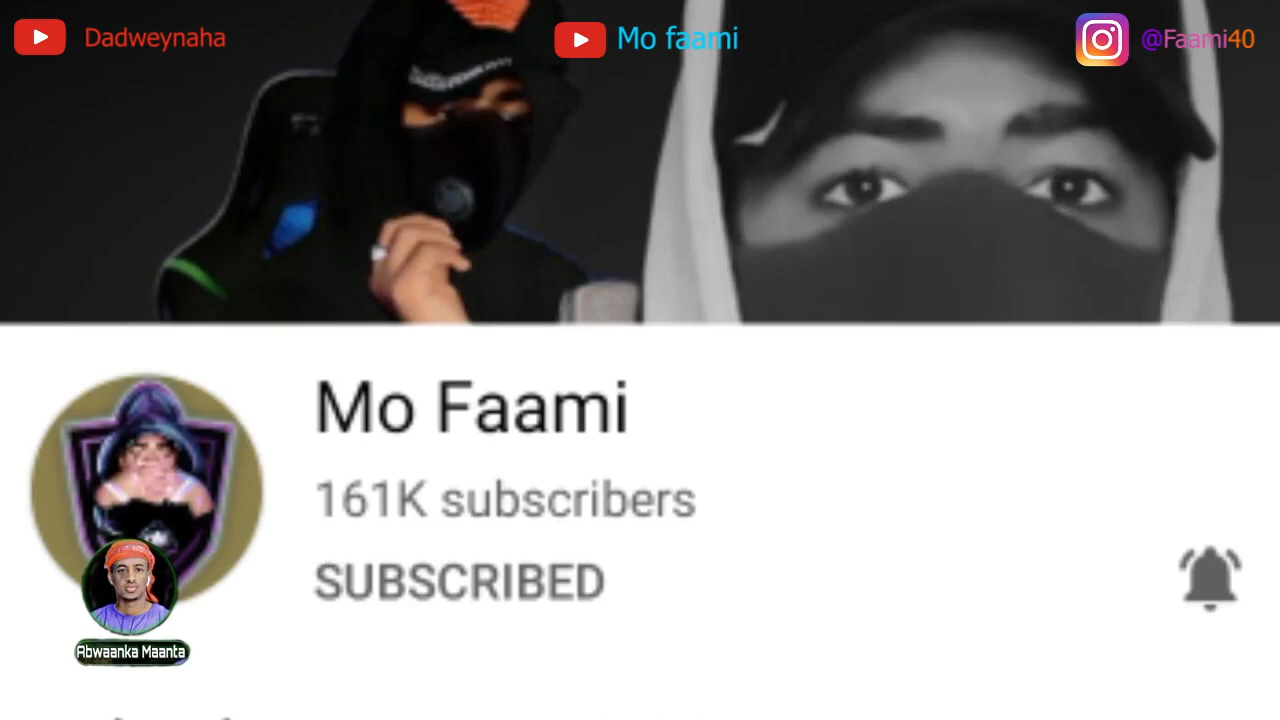 Dadweynaha
Mo faami
@Faami40
Mo Faami
161K subscribers
SUBSCRIBED
Abwaanka Maanta